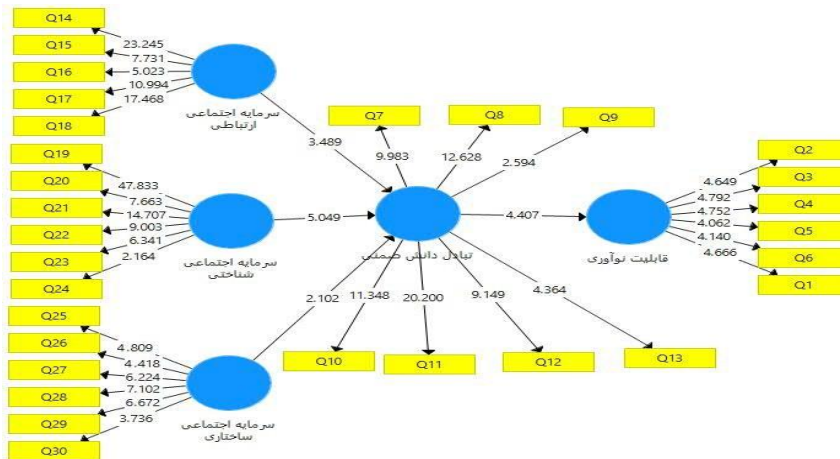 Q14
Q15
Q16
Q17
Q18
23.245
7.731
5.023
10.994
17.468
سرمایه اجتماعی
ارتباطی
3.489
Q7
Q8
Q9
9.983
12.628
2.594
Q19
Q20
Q21
Q22
Q23
Q24
47.833
7.663
14.707
9.003
6.341
2.164
سرمایه اجتماعی
شناختی
5.049
تبادل دانش ضمنی
4.407
قابلیت نوآوری
4.649
4.792
4.752
4.062
4.140
4.666
Q2
Q3
Q4
Q5
Q6
Q1
2.102
11.348
20.200
9.149
4.364
Q10
Q11
Q12
Q13
Q25
Q26
Q27
Q28
Q29
Q30
4.809
4.418
6.224
7.102
6.672
3.736
سرمایه اجتماعی
ساختاری